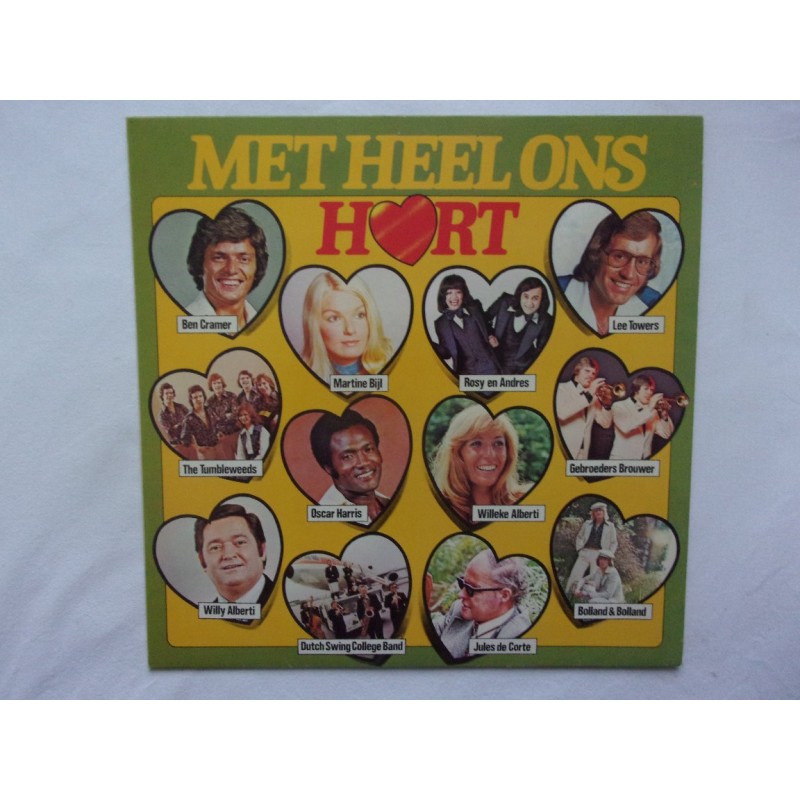 MET HEEL ONS
H♥RT
Ben Cramer
Lee Towers
Martine Bijl
Rosy en Andres
The Tumbleweeds
Gebroeders Brouwer
Oscar Harris
Willeke Alberti
Willy Alberti
Bolland & Bolland
Dutch Swing College Band
Jules de Corte